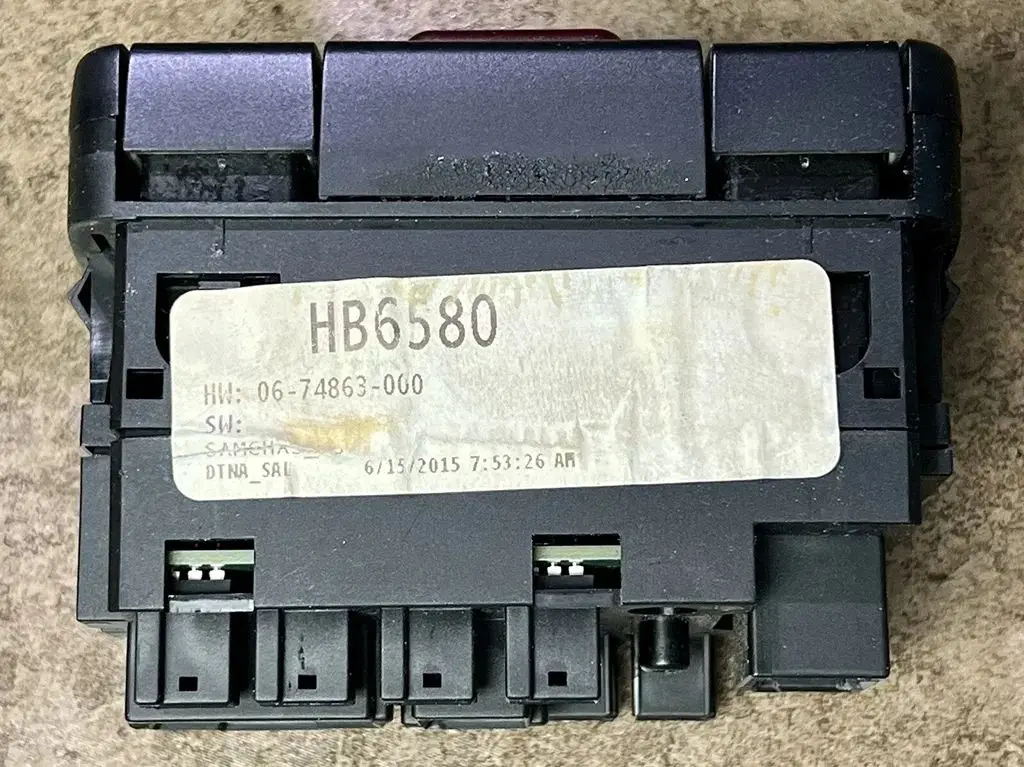 HB6580
HW: 06-74863-000
SW:
DTNA_SAL 6/15/2015 7:53:26 AM